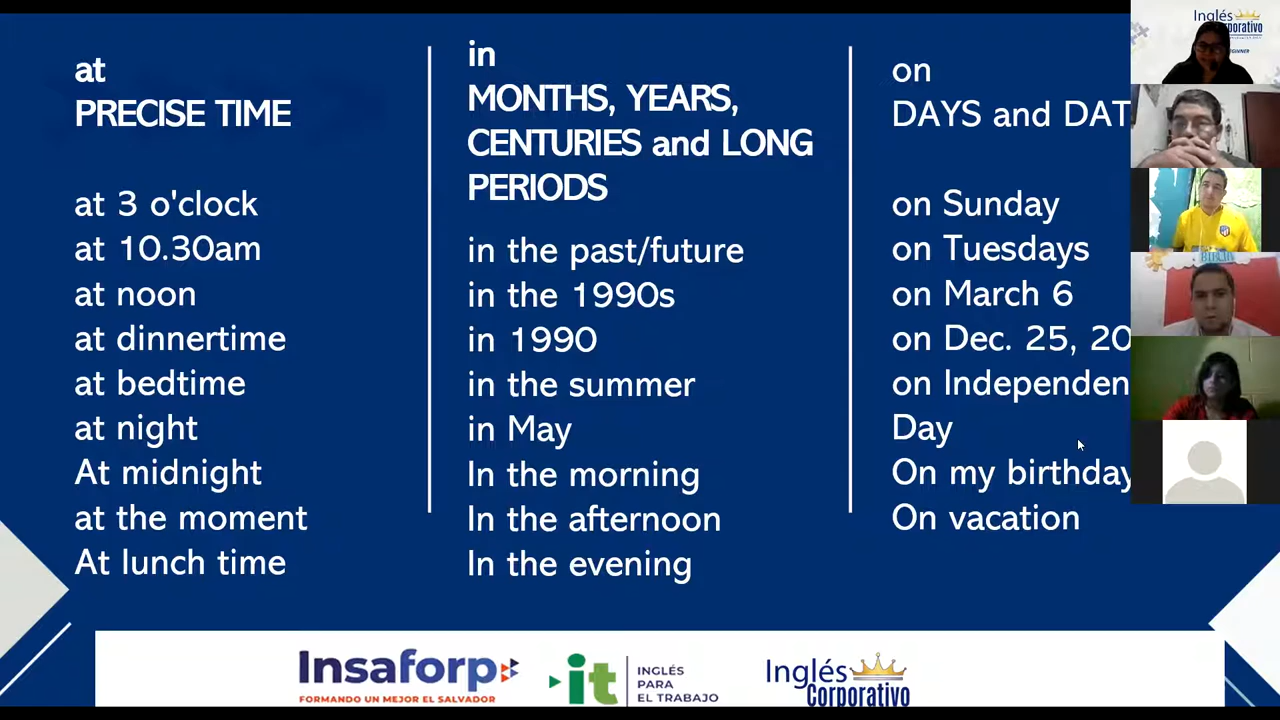 at
PRECISE TIME
at 3 o'clock
at 10.30am
at noon
at dinnertime
at bedtime
at night
At midnight
at the moment
At lunch time
in
MONTHS, YEARS,
CENTURIES and LONG
PERIODS
in the past/future
in the 1990s
in 1990
in the summer
in May
In the morning
In the afternoon
In the evening
on
DAYS and DAT
on Sunday
on Tuesdays
on March 6
on Dec. 25, 20
on Independen
Day
On my birthday
On vacation
Inglés
BIBLIA
Insaforp
FORMANDO UN MEJOR EL SALVADOR
it
INGLÉS
PARA
EL TRABAJO
Inglés
Corporativo